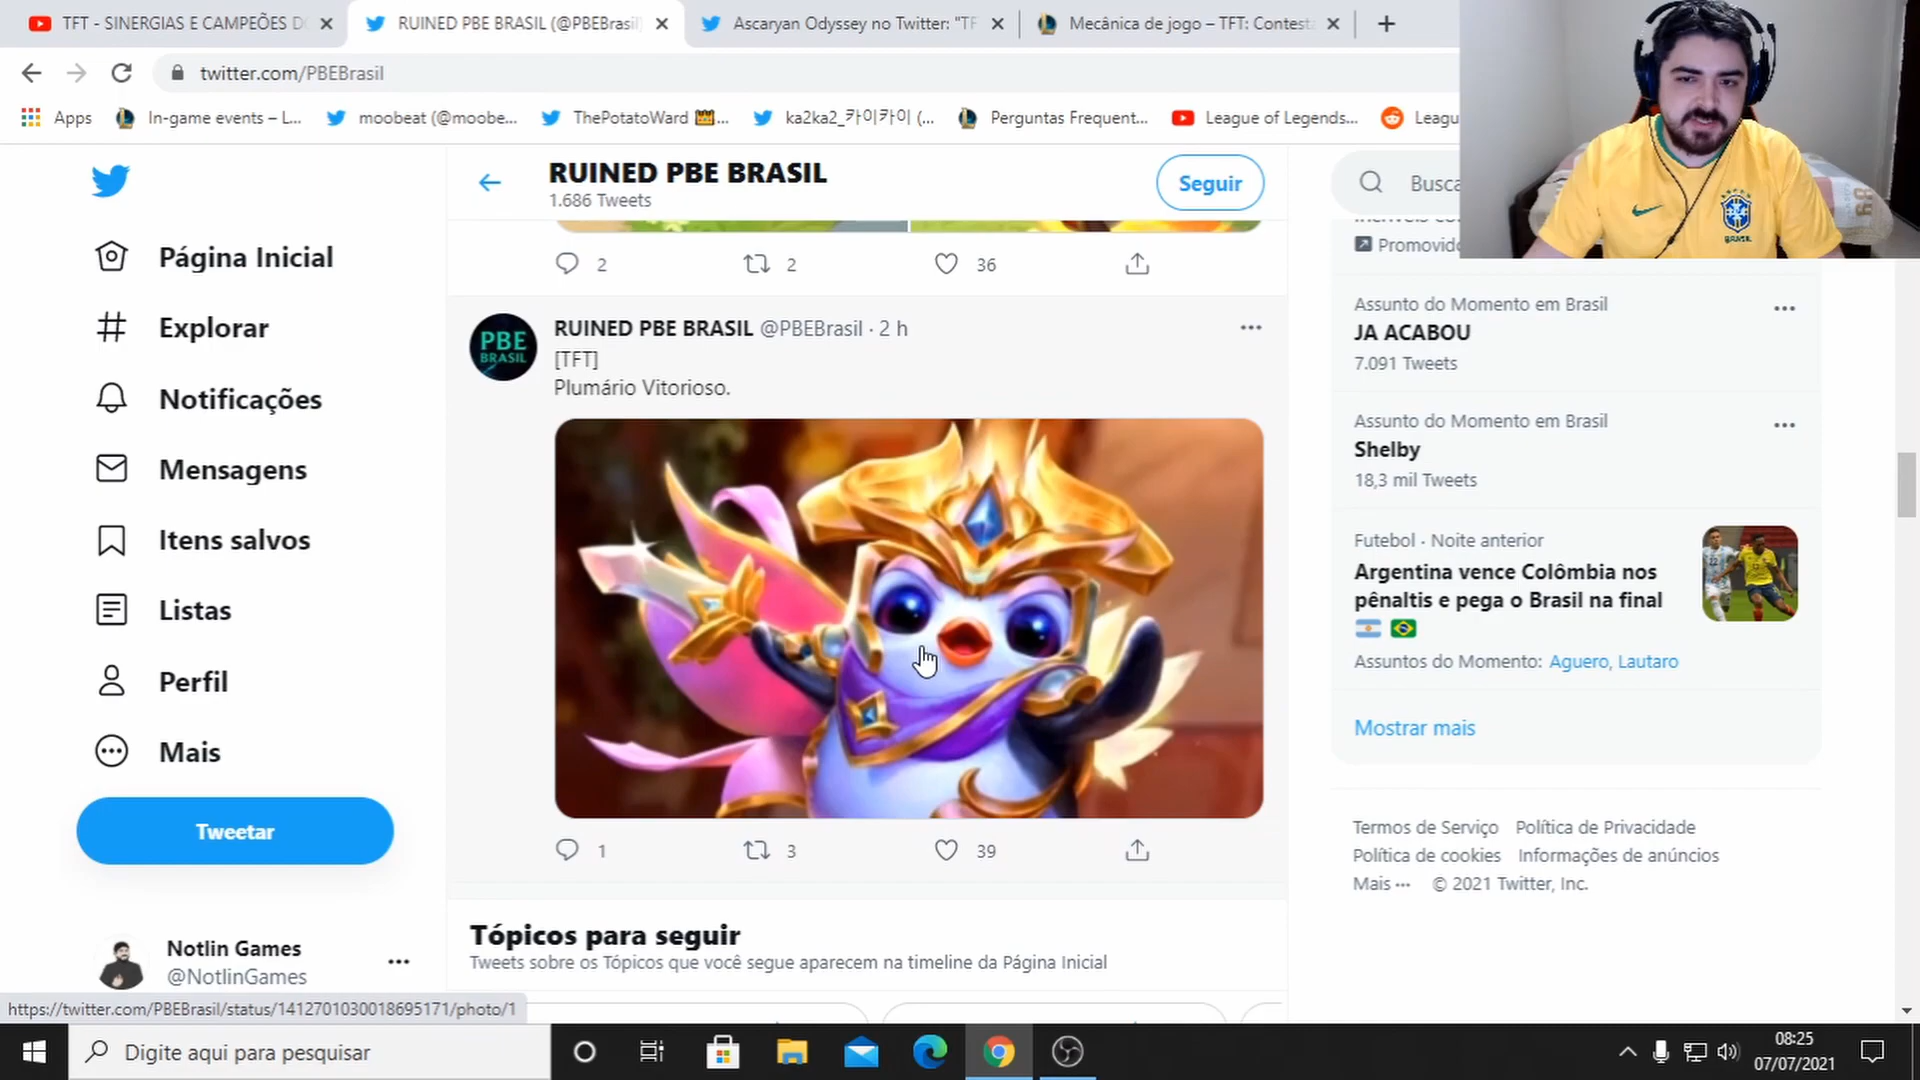 TFT - SINERGIAS E CAMPEÕES D
RUINED PBE BRASIL (@PBEBrasil)
Ascaryan Odyssey no Twitter: "TF
Mecânica de jogo – TFT: Contest
twitter.com/PBEBrasil
Apps
In-game events – L...
moobeat (@moobe...
ThePotatoWard 👑...
ka2ka2_카이카이 (...
Perguntas Frequent...
League of Legends...
Leagu
RUINED PBE BRASIL
1.686 Tweets
Seguir
Busca
Promovido
Página Inicial
Explorar
Notificações
Mensagens
Itens salvos
Listas
Perfil
Mais
Tweetar
Notlin Games
@NotlinGames
2
2
36
PBE
BRASIL
RUINED PBE BRASIL @PBEBrasil · 2 h
[TFT]
Plumário Vitorioso.
1
3
39
Tópicos para seguir
Tweets sobre os Tópicos que você segue aparecem na timeline da Página Inicial
Assunto do Momento em Brasil
JA ACABOU
7.091 Tweets
Assunto do Momento em Brasil
Shelby
18,3 mil Tweets
Futebol · Noite anterior
Argentina vence Colômbia nos
pênaltis e pega o Brasil na final
Assuntos do Momento: Aguero, Lautaro
Mostrar mais
Termos de Serviço Política de Privacidade
Política de cookies Informações de anúncios
Mais ··· © 2021 Twitter, Inc.
BRASIL
https://twitter.com/PBEBrasil/status/1412701030018695171/photo/1
Digite aqui para pesquisar
08:25
07/07/2021